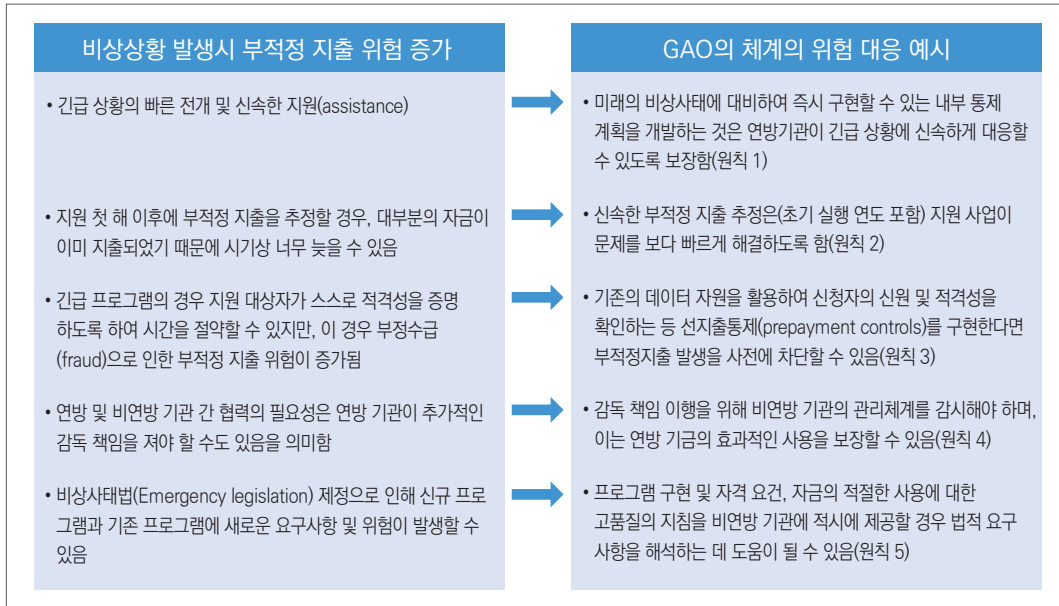 비상상황 발생시 부적정 지출 위험 증가
• 긴급 상황의 빠른 전개 및 신속한 지원(assistance)
• 지원 첫 해 이후에 부적정 지출을 추정할 경우, 대부분의 자금이
이미 지출되었기 때문에 시기상 너무 늦을 수 있음
• 긴급 프로그램의 경우 지원 대상자가 스스로 적격성을 증명
하도록 하여 시간을 절약할 수 있지만, 이 경우 부정수급
(fraud)으로 인한 부적정 지출 위험이 증가됨
• 연방 및 비연방 기관 간 협력의 필요성은 연방 기관이 추가적인
감독 책임을 져야 할 수도 있음을 의미함
• 비상사태법(Emergency legislation) 제정으로 인해 신규 프로
그램과 기존 프로그램에 새로운 요구사항 및 위험이 발생할 수
있음
GAO의 체계의 위험 대응 예시
• 미래의 비상사태에 대비하여 즉시 구현할 수 있는 내부 통제
계획을 개발하는 것은 연방기관이 긴급 상황에 신속하게 대응할
수 있도록 보장함(원칙 1)
• 신속한 부적정 지출 추정은(초기 실행 연도 포함) 지원 사업이
문제를 보다 빠르게 해결하도록 함(원칙 2)
• 기존의 데이터 자원을 활용하여 신청자의 신원 및 적격성을
확인하는 등 선지출통제(prepayment controls)를 구현한다면
부적정지출 발생을 사전에 차단할 수 있음(원칙 3)
• 감독 책임 이행을 위해 비연방 기관의 관리체계를 감시해야 하며,
이는 연방 기금의 효과적인 사용을 보장할 수 있음(원칙 4)
• 프로그램 구현 및 자격 요건, 자금의 적절한 사용에 대한
고품질의 지침을 비연방 기관에 적시에 제공할 경우 법적 요구
사항을 해석하는 데 도움이 될 수 있음(원칙 5)